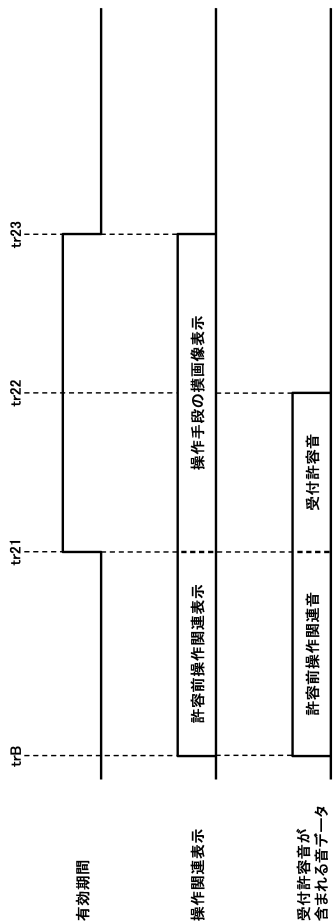 trB
tr21
tr22
tr23
有効期間
操作関連表示
許容前操作関連表示
操作手段の摸画像表示
受付許容音が
含まれる音データ
許容前操作関連音
受付許容音